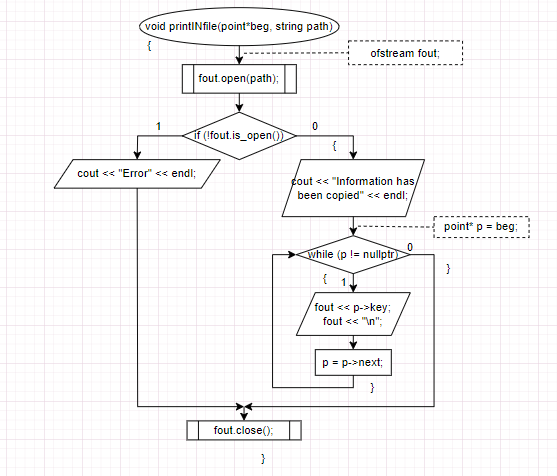 void printINfile(point*beg, string path)
{
ofstream fout;
fout.open(path);
1
if (!fout.is_open())
0
{
cout << "Error" << endl;
cout << "Information has
been copied" << endl;
point* p = beg;
while (p != nullptr)
0
}
{
1
fout << p->key;
fout << "\n";
p = p->next;
}
fout.close();
}